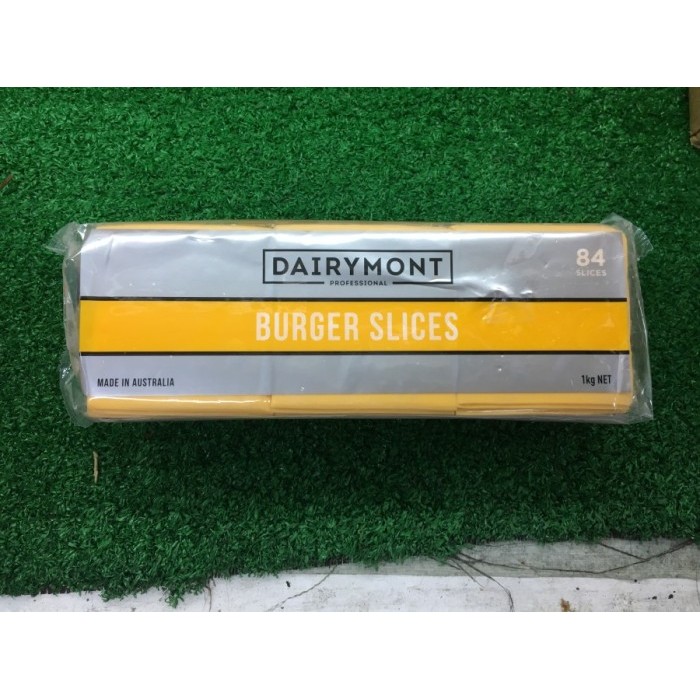 DAIRYMONT
PROFESSIONAL
84
SLICES
BURGER SLICES
MADE IN AUSTRALIA
1kg NET